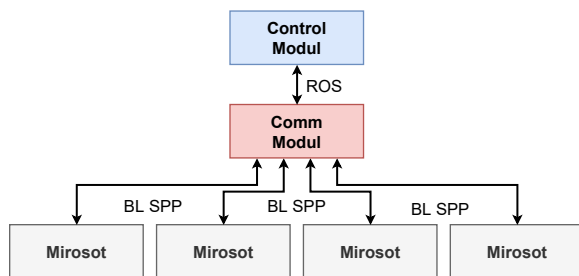 Control
Modul
ROS
Comm
Modul
BL SPP
BL SPP
BL SPP
Mirosot
Mirosot
Mirosot
Mirosot